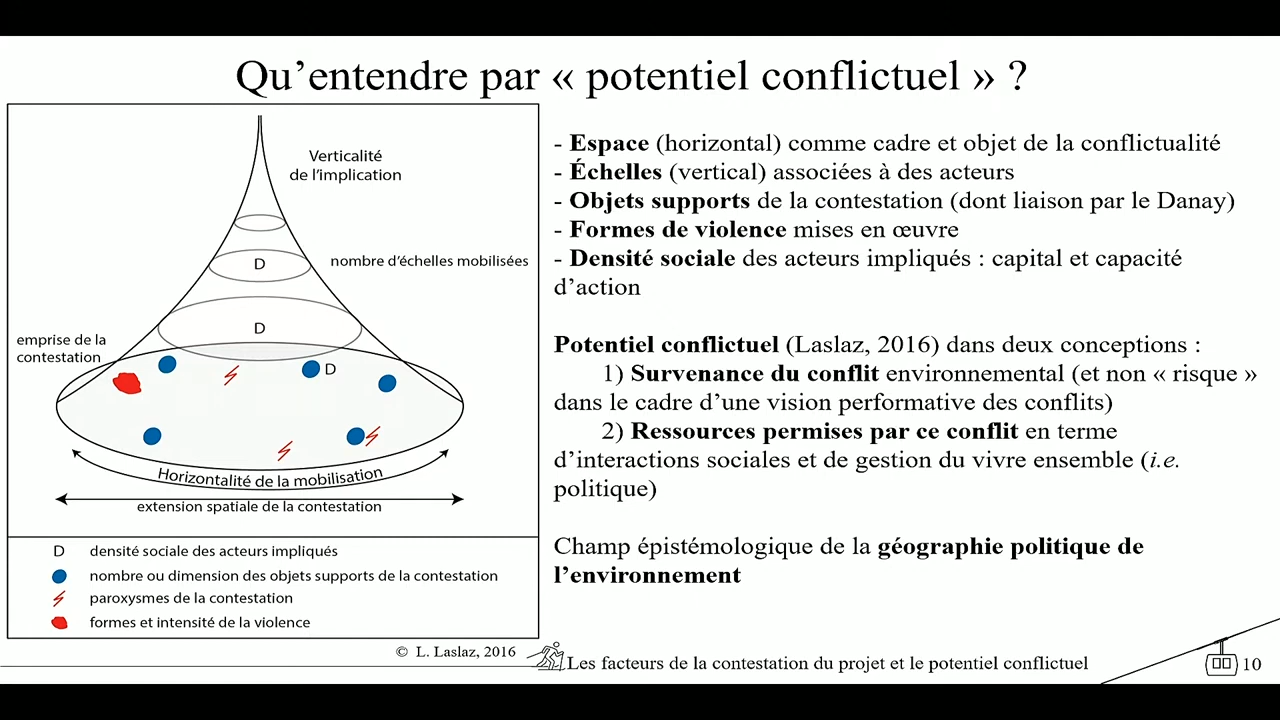 Qu’entendre par « potentiel conflictuel » ?
Verticalité
de l’implication
D
nombre d’échelles mobilisées
D
emprise de la
contestation
D
Horizontalité de la mobilisation
extension spatiale de la contestation
D densité sociale des acteurs impliqués
nombre ou dimension des objets supports de la contestation
paroxysmes de la contestation
formes et intensité de la violence
© L. Laslaz, 2016
- Espace (horizontal) comme cadre et objet de la conflictualité
- Échelles (vertical) associées à des acteurs
- Objets supports de la contestation (dont liaison par le Danay)
- Formes de violence mises en œuvre
- Densité sociale des acteurs impliqués : capital et capacité
d’action
Potentiel conflictuel (Laslaz, 2016) dans deux conceptions :
1) Survenance du conflit environnemental (et non « risque »
dans le cadre d’une vision performative des conflits)
2) Ressources permises par ce conflit en terme
d’interactions sociales et de gestion du vivre ensemble (i.e.
politique)
Champ épistémologique de la géographie politique de
l’environnement
Les facteurs de la contestation du projet et le potentiel conflictuel
10